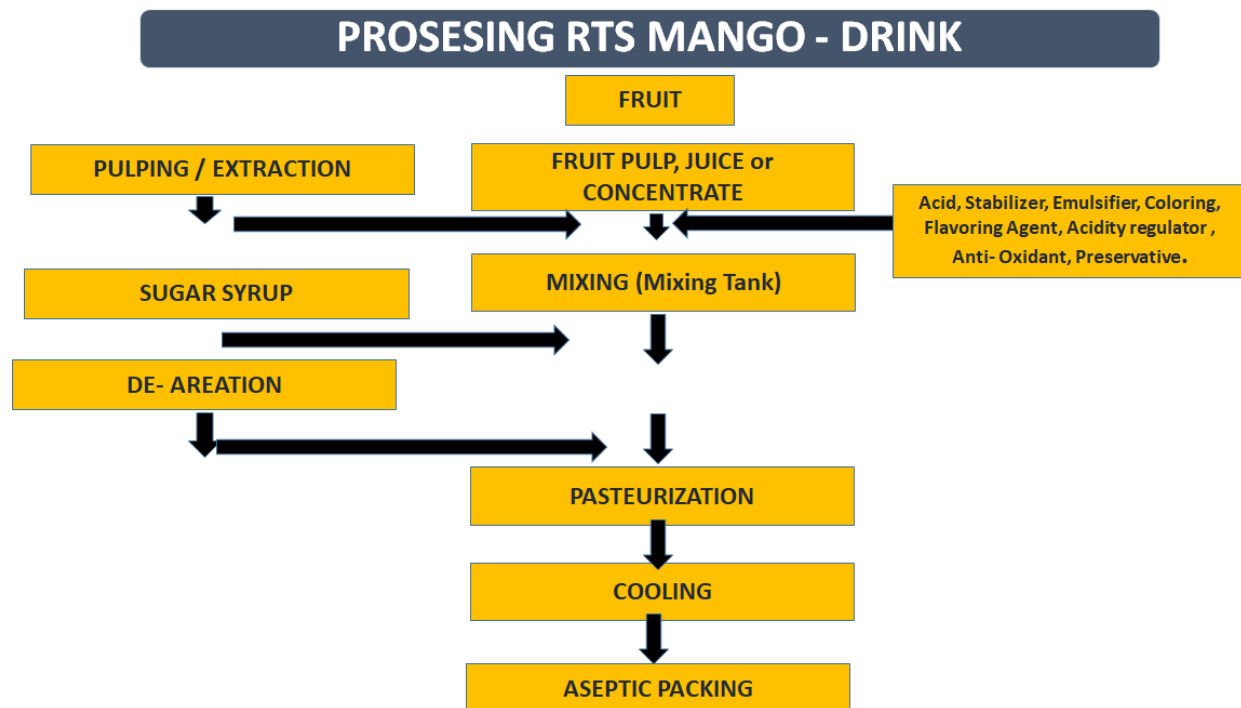 PROSESING RTS MANGO - DRINK
FRUIT
PULPING / EXTRACTION
FRUIT PULP, JUICE or
CONCENTRATE
Acid, Stabilizer, Emulsifier, Coloring,
Flavoring Agent, Acidity regulator ,
Anti- Oxidant, Preservative.
SUGAR SYRUP
MIXING (Mixing Tank)
DE- AREATION
PASTEURIZATION
COOLING
ASEPTIC PACKING